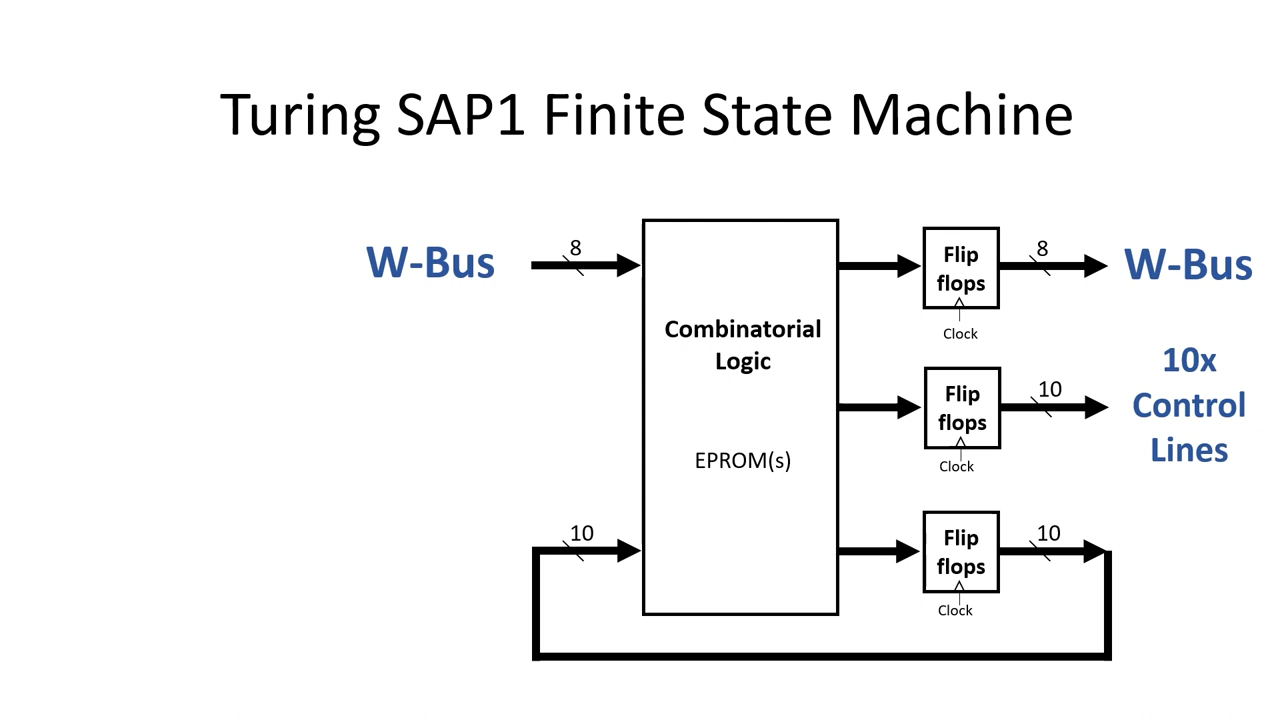 Turing SAP1 Finite State Machine
W-Bus
8
Combinatorial
Logic
EPROM(s)
10
Flip
flops
Clock
8
W-Bus
Flip
flops
Clock
10
10x
Control
Lines
Flip
flops
Clock
10